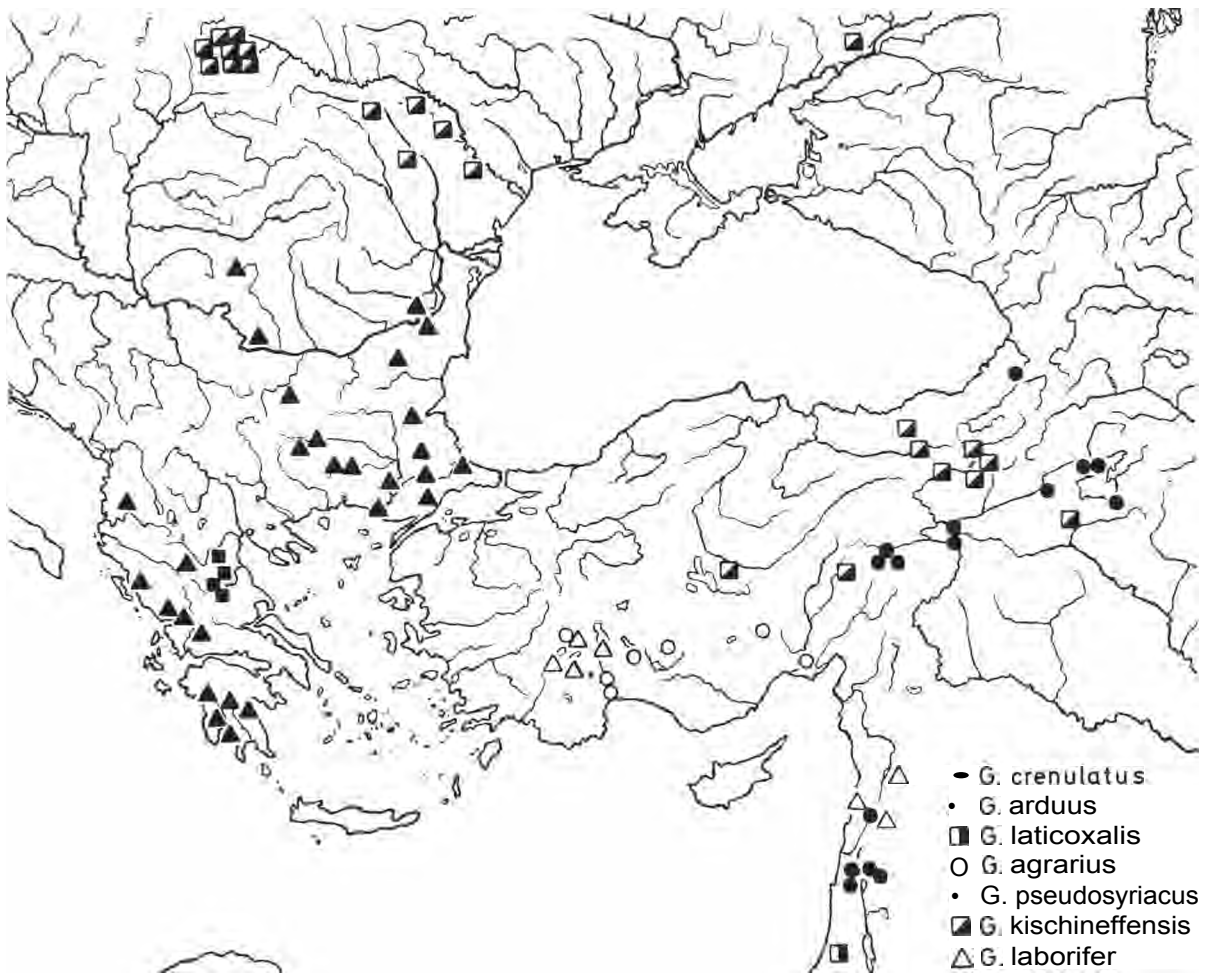 G. crenulatus
G. arduus
G. laticoxalis
G. agrarius
G. pseudosyriacus
G. kischineffensis
G. laborifer